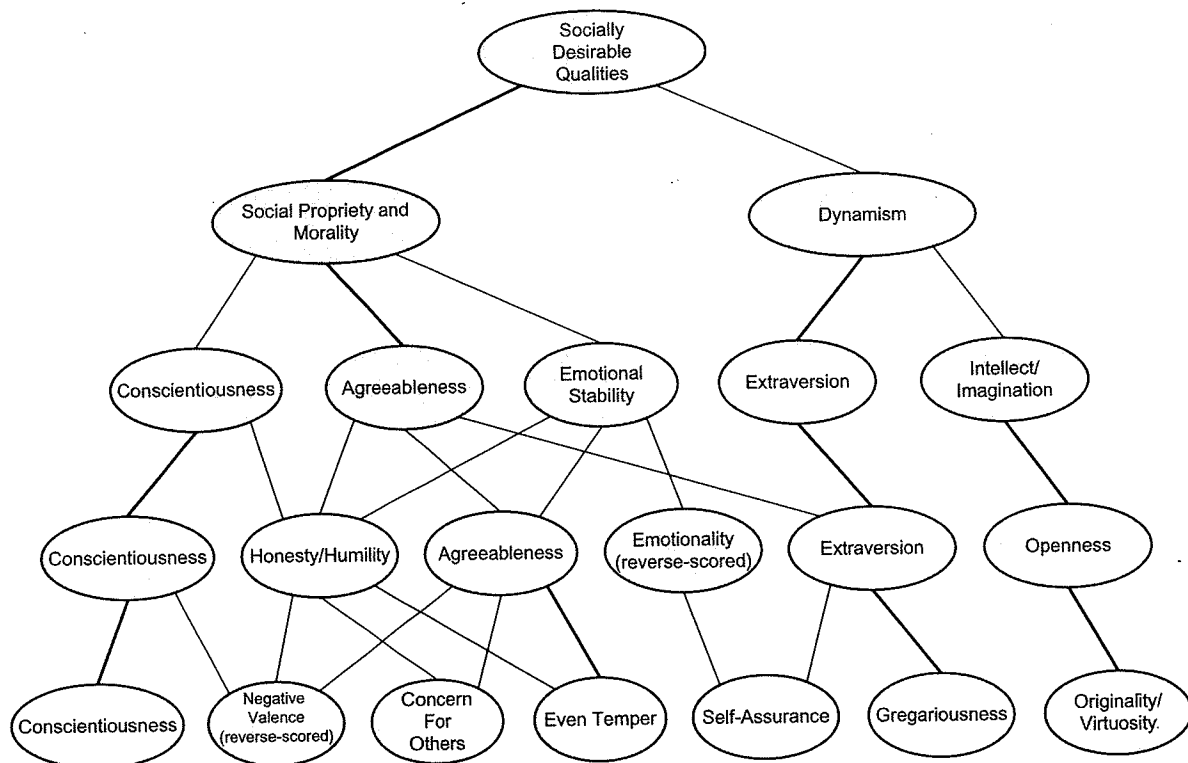 Socially
Desirable
Qualities
Social Propriety and
Morality
Dynamism
Conscientiousness
Agreeableness
Emotional
Stability
Extraversion
Intellect/
Imagination
Conscientiousness
Honesty/Humility
Agreeableness
Emotionality
(reverse-scored)
Extraversion
Openness
Conscientiousness
Negative
Valence
(reverse-scored)
Concern
For
Others
Even Temper
Self-Assurance
Gregariousness
Originality/
Virtuosity.